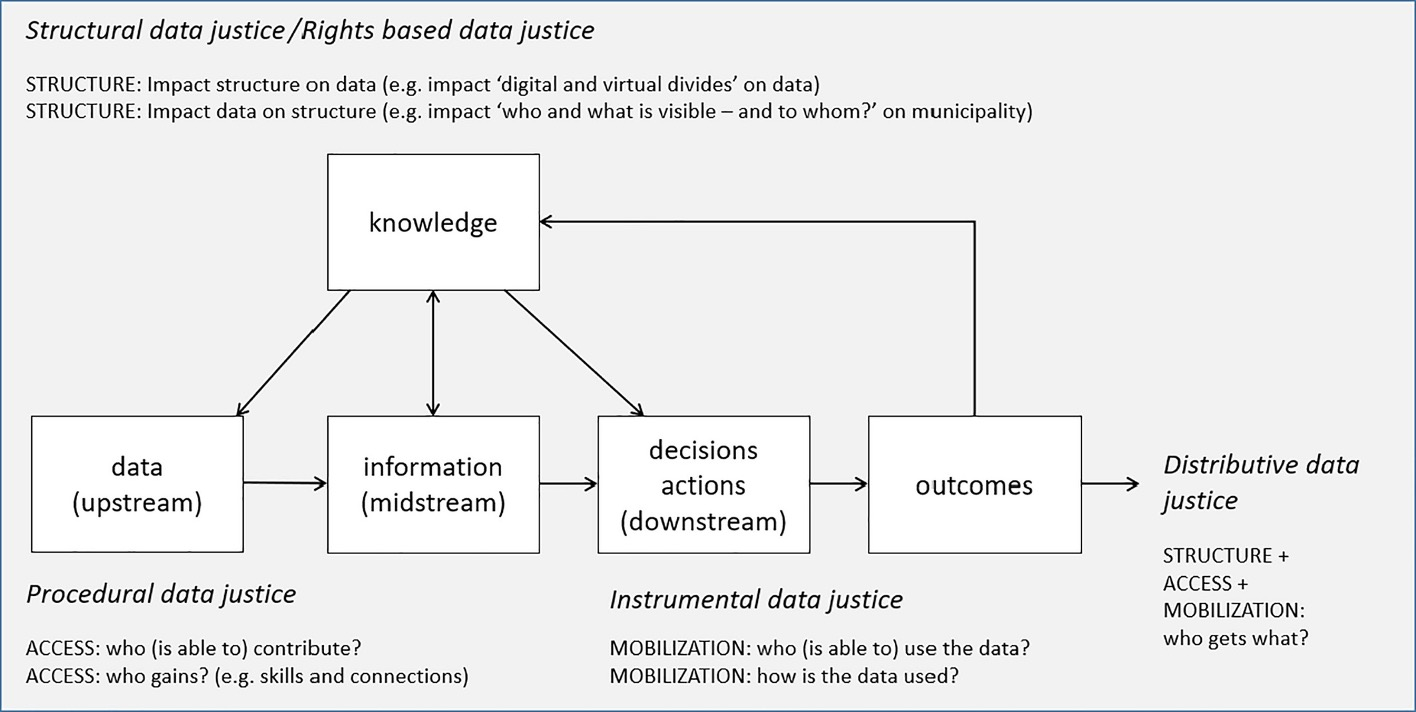 Structural data justice/Rights based data justice
STRUCTURE: Impact structure on data (e.g. impact ‘digital and virtual divides’ on data)
STRUCTURE: Impact data on structure (e.g. impact ‘who and what is visible – and to whom?’ on municipality)
knowledge
data
(upstream)
information
(midstream)
decisions
actions
(downstream)
outcomes
Distributive data
justice
STRUCTURE +
ACCESS +
MOBILIZATION:
who gets what?
Procedural data justice
ACCESS: who (is able to) contribute?
ACCESS: who gains? (e.g. skills and connections)
Instrumental data justice
MOBILIZATION: who (is able to) use the data?
MOBILIZATION: how is the data used?